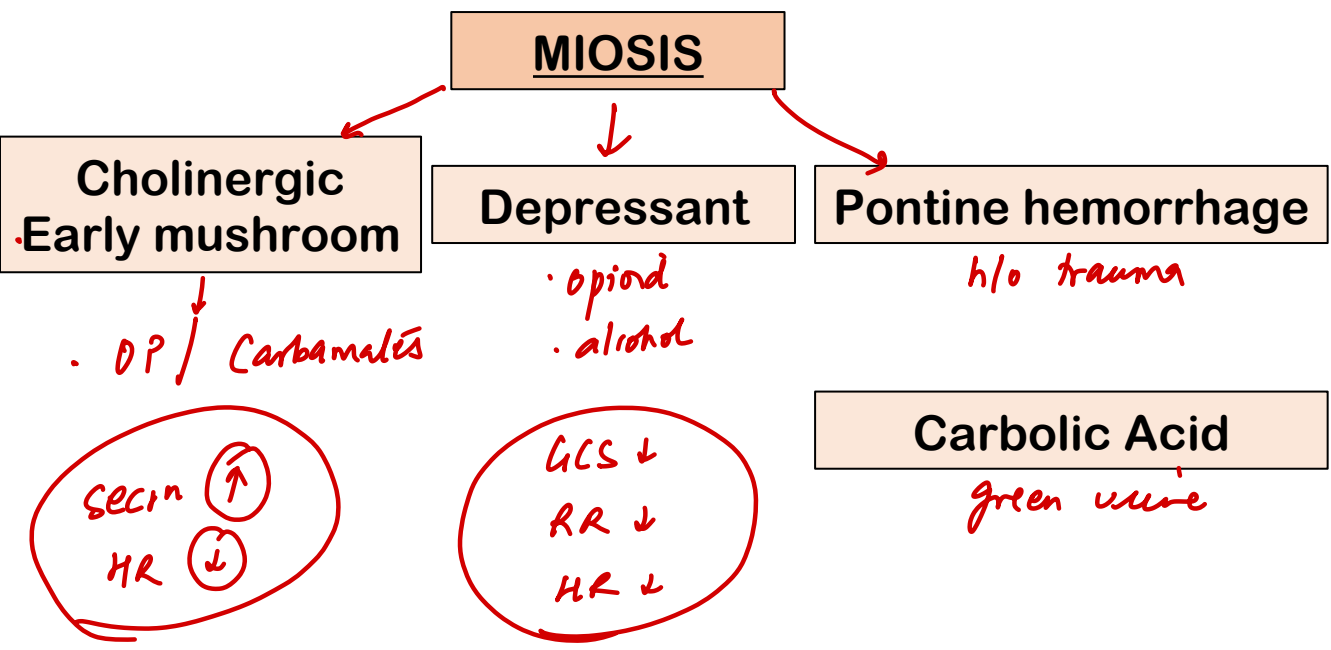 MIOSIS
Cholinergic
Early mushroom
. OP / Carbamates
secrn ↑
HR ↓
Depressant
. opioid
. alcohol
GCS ↓
RR ↓
HR ↓
Pontine hemorrhage
h/o trauma
Carbolic Acid
green urine